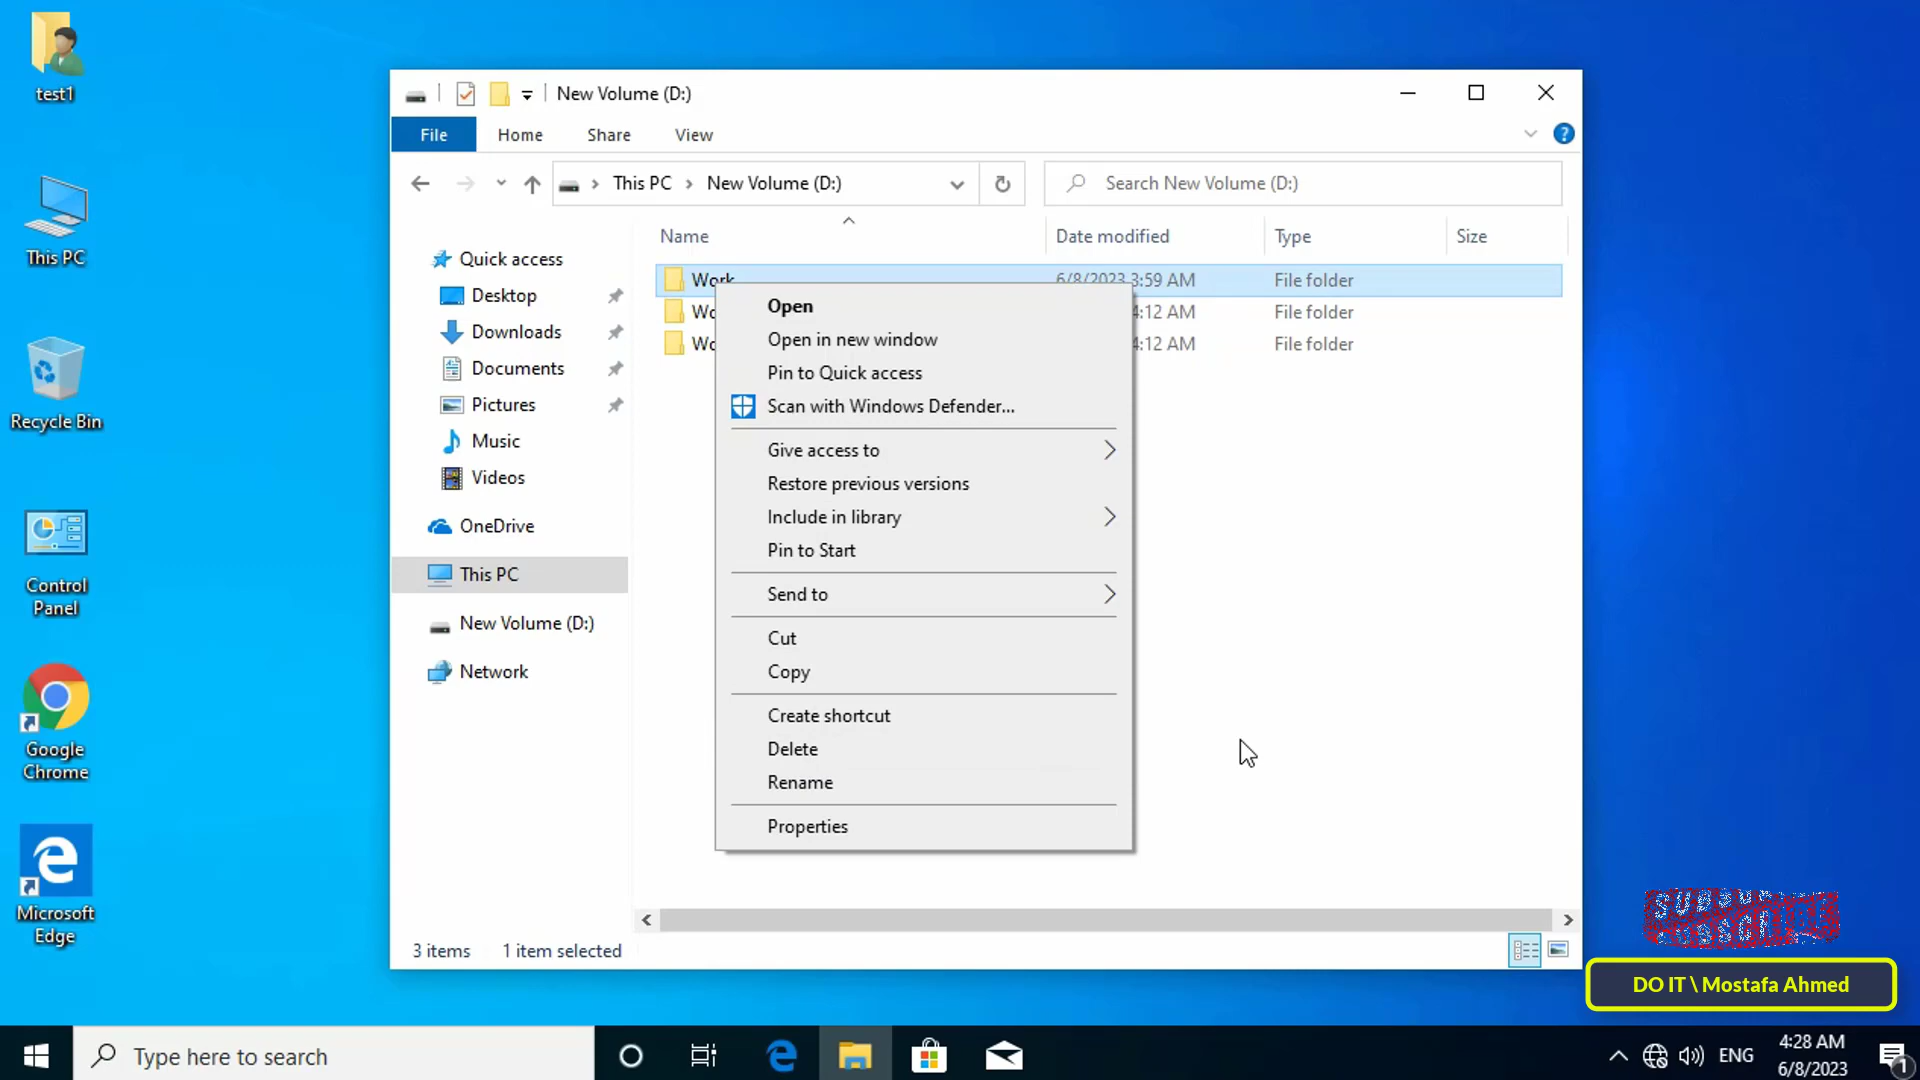 test1
This PC
Recycle Bin
Control
Panel
Google
Chrome
Microsoft
Edge
New Volume (D:)
File
Home
Share
View
This PC
New Volume (D:)
Search New Volume (D:)
Name
Date modified
Type
Size
Quick access
Desktop
Downloads
Documents
Pictures
Music
Videos
OneDrive
This PC
New Volume (D:)
Network
Work 6/8/2023 3:59 AM File folder
4:12 AM File folder
4:12 AM File folder
Open
Open in new window
Pin to Quick access
Scan with Windows Defender...
Give access to
Restore previous versions
Include in library
Pin to Start
Send to
Cut
Copy
Create shortcut
Delete
Rename
Properties
3 items
1 item selected
DO IT \ Mostafa Ahmed
Type here to search
ENG
4:28 AM
6/8/2023
1